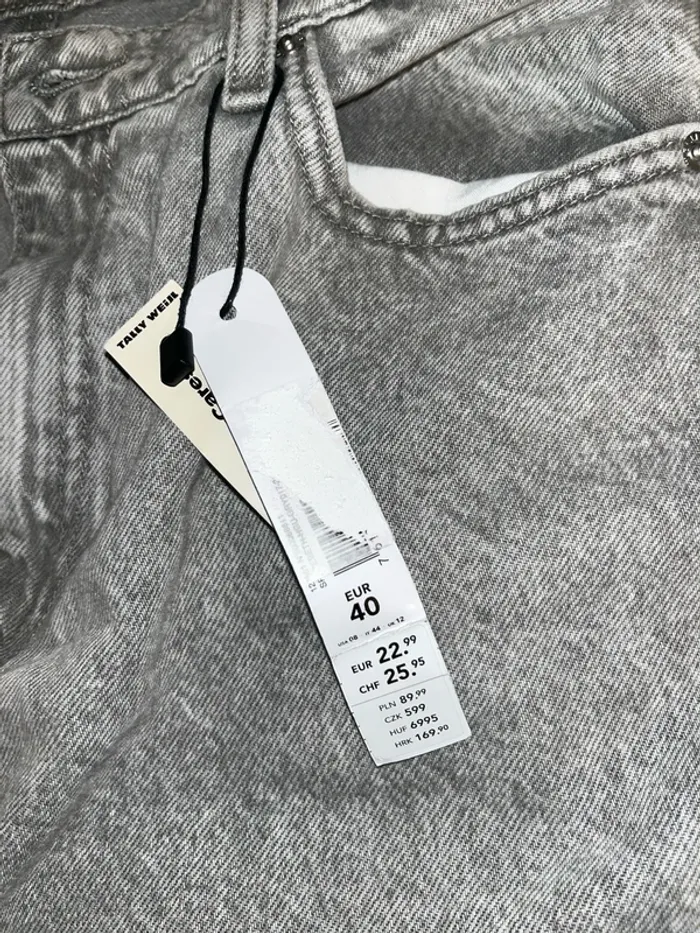 TALLY WEiJL
Cares
EUR
40
USA 08 IT 44 UK 12
EUR 22.99
CHF 25.95
PLN 89.99
CZK 599
HUF 6995
HRK 169.90